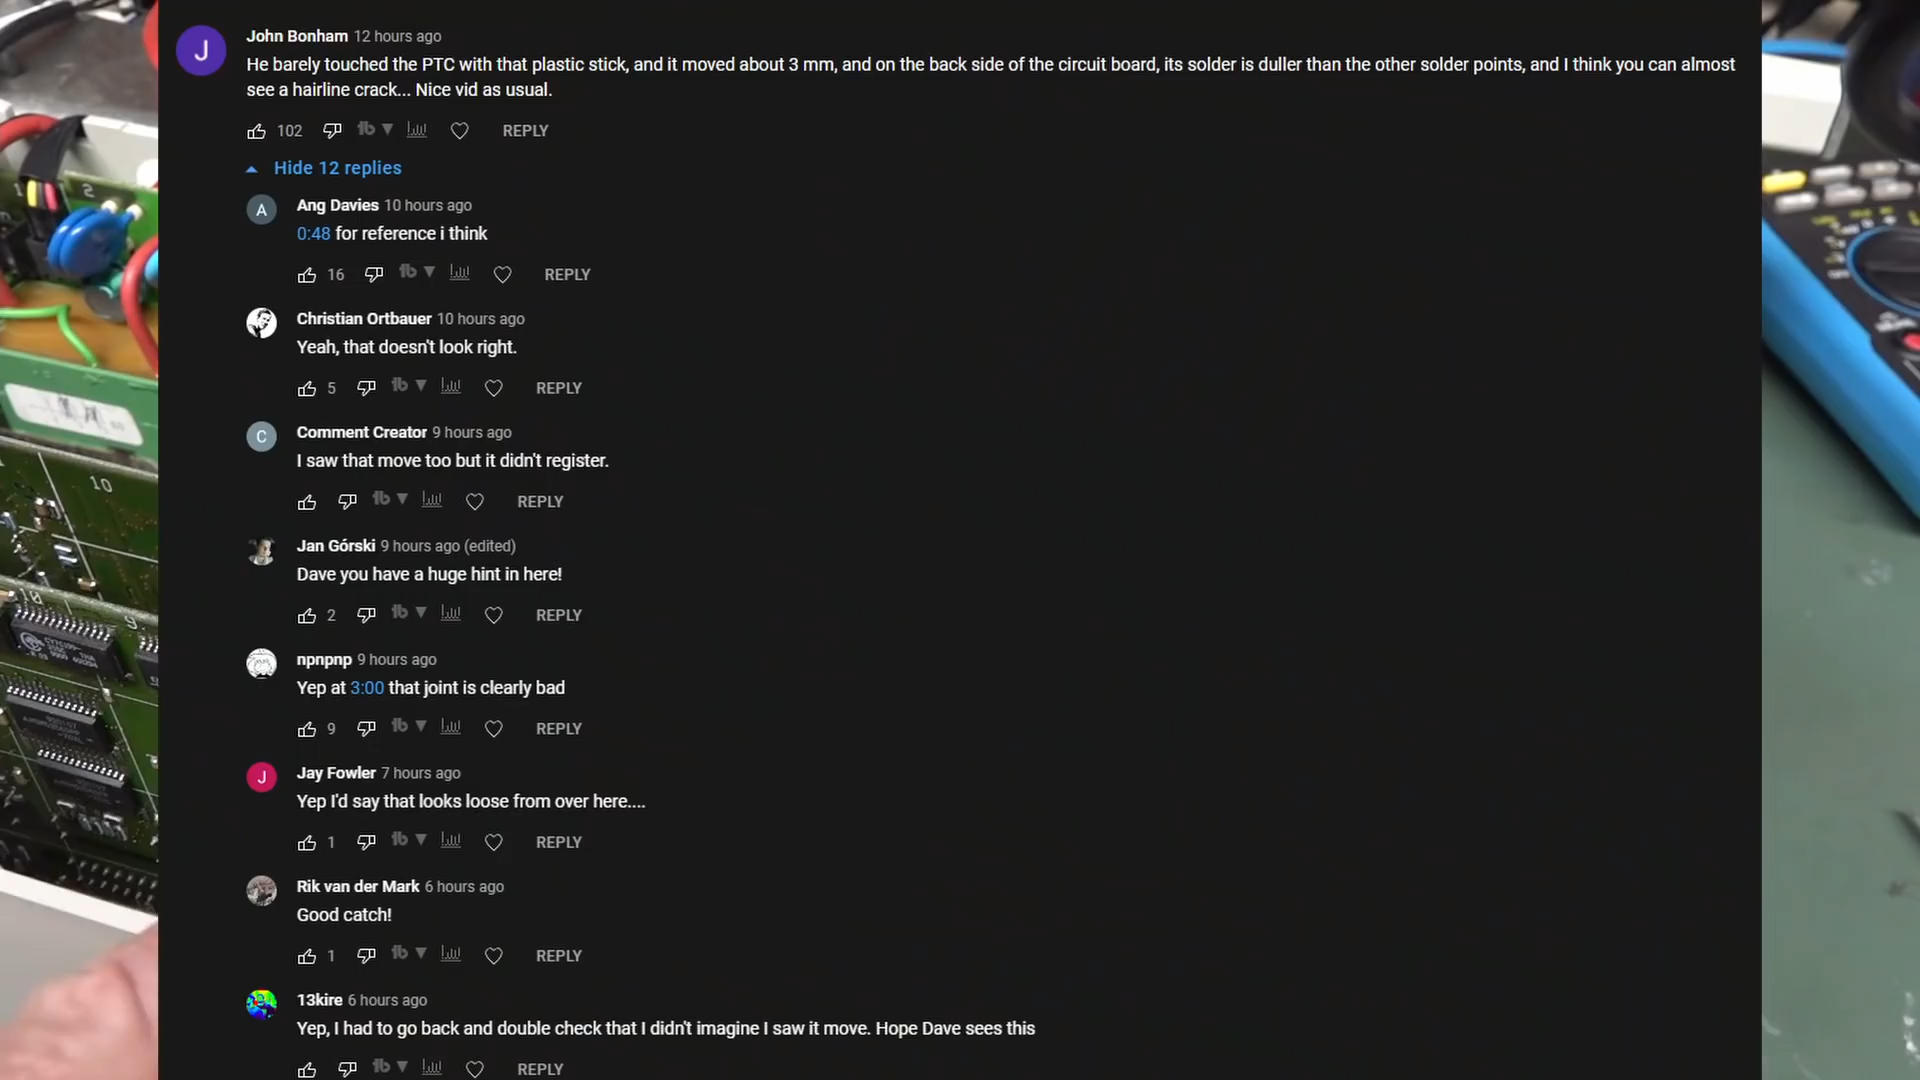 John Bonham 12 hours ago
He barely touched the PTC with that plastic stick, and it moved about 3 mm, and on the back side of the circuit board, its solder is duller than the other solder points, and I think you can almost
see a hairline crack... Nice vid as usual.
102 REPLY
Hide 12 replies
Ang Davies 10 hours ago
0:48 for reference i think
16 REPLY
Christian Ortbauer 10 hours ago
Yeah, that doesn't look right.
5 REPLY
Comment Creator 9 hours ago
I saw that move too but it didn't register.
REPLY
Jan Górski 9 hours ago (edited)
Dave you have a huge hint in here!
2 REPLY
npnpnp 9 hours ago
Yep at 3:00 that joint is clearly bad
9 REPLY
Jay Fowler 7 hours ago
Yep I'd say that looks loose from over here....
1 REPLY
Rik van der Mark 6 hours ago
Good catch!
1 REPLY
13kire 6 hours ago
Yep, I had to go back and double check that I didn't imagine I saw it move. Hope Dave sees this
REPLY
J
A
C
J
1
2
10
10
9